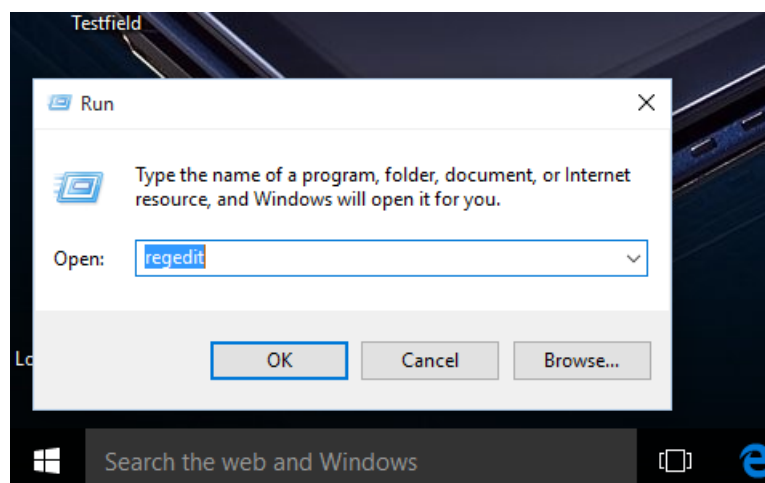 Testfield
Run
Type the name of a program, folder, document, or Internet
resource, and Windows will open it for you.
Open:
regedit
OK
Cancel
Browse...
Search the web and Windows